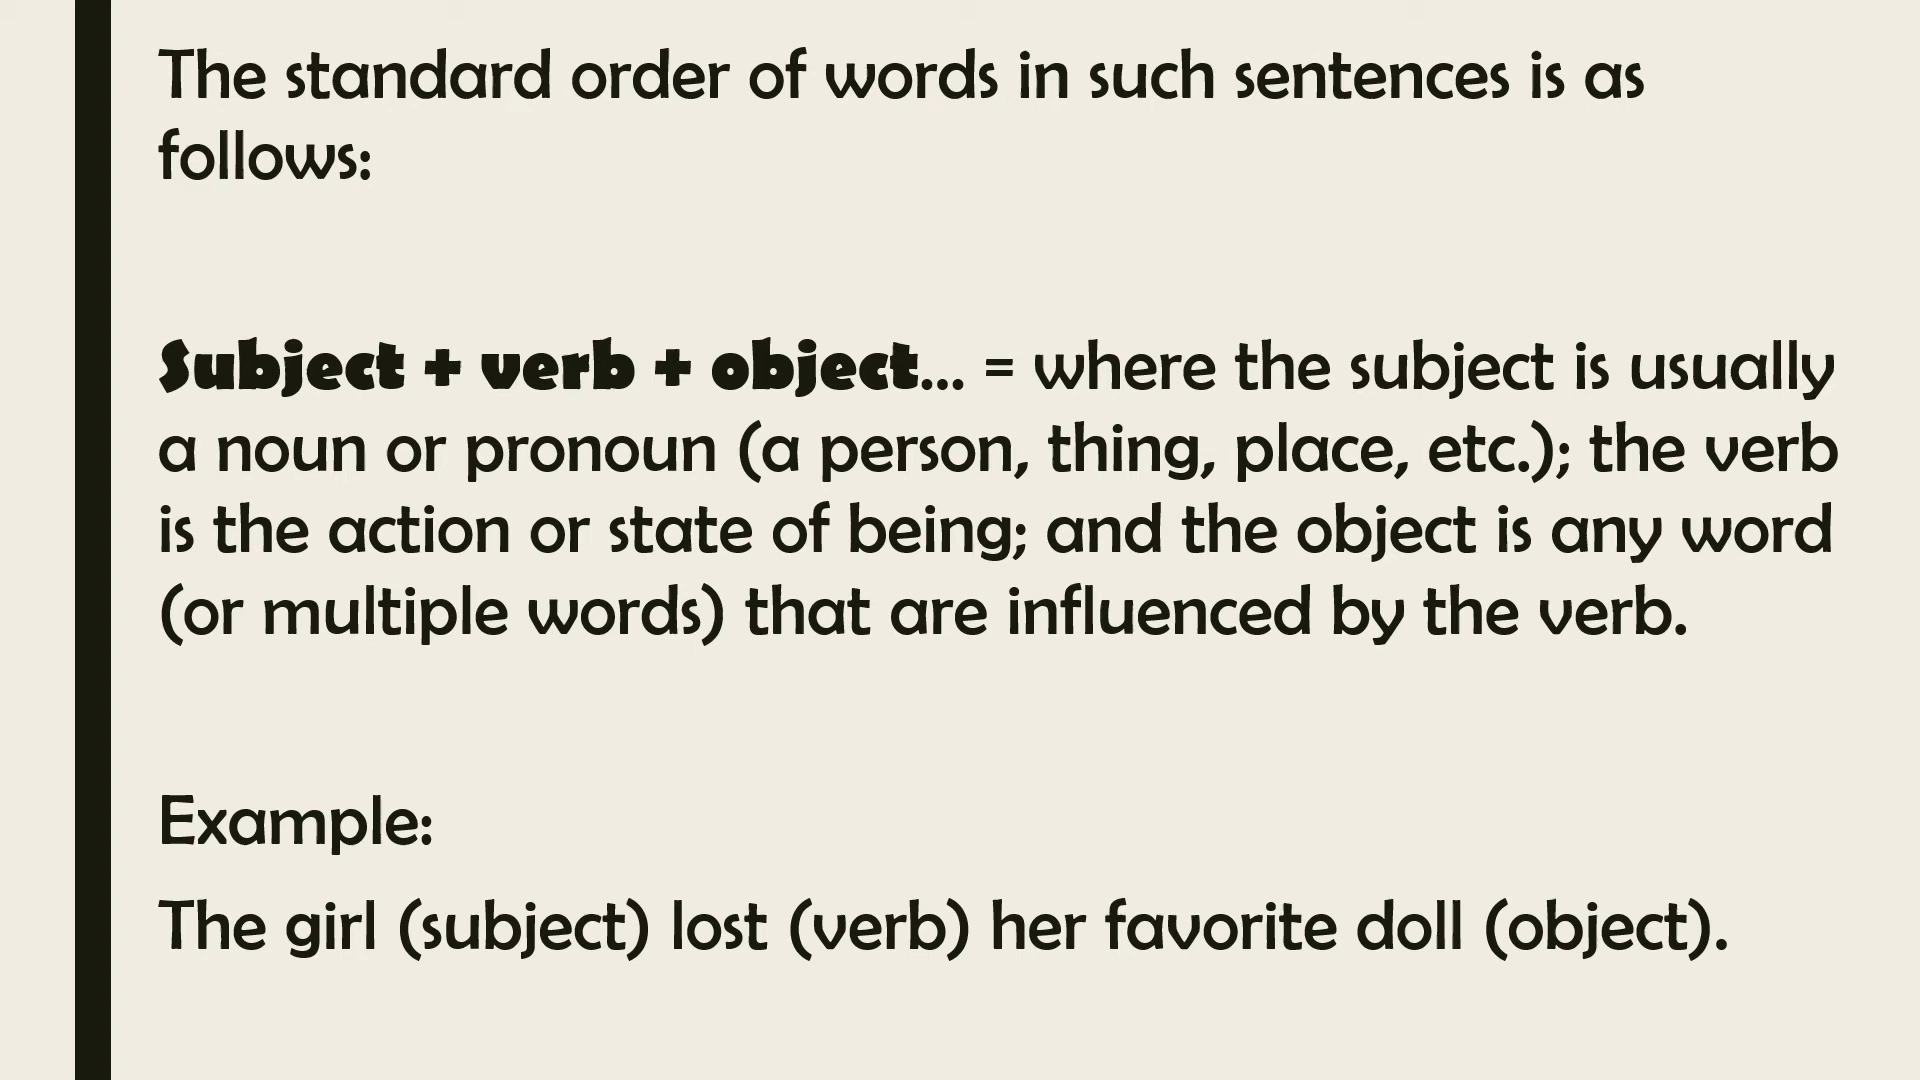 The standard order of words in such sentences is as
follows:
Subject + verb + object... = where the subject is usually
a noun or pronoun (a person, thing, place, etc.); the verb
is the action or state of being; and the object is any word
(or multiple words) that are influenced by the verb.
Example:
The girl (subject) lost (verb) her favorite doll (object).